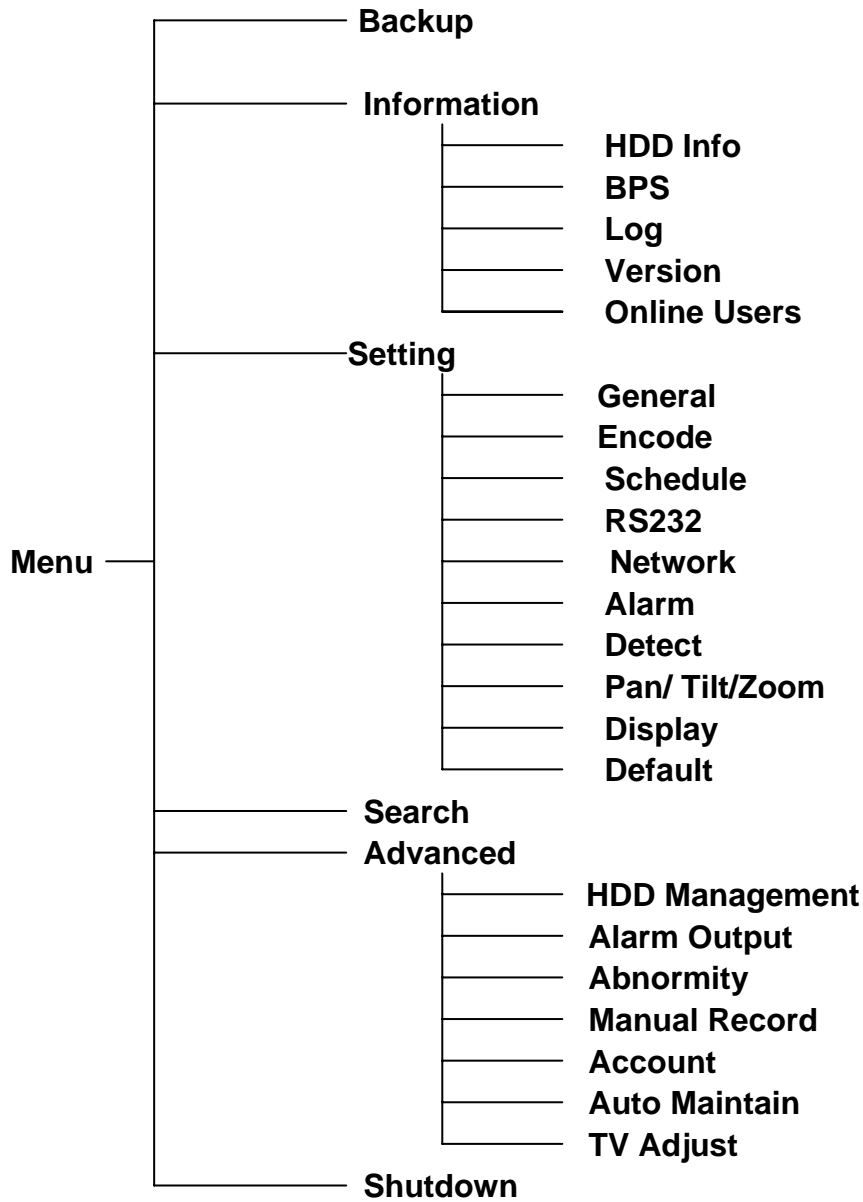 Backup
Information
HDD Info
BPS
Log
Version
Online Users
Setting
General
Encode
Schedule
RS232
Menu
Network
Alarm
Detect
Pan/ Tilt/Zoom
Display
Default
Search
Advanced
HDD Management
Alarm Output
Abnormity
Manual Record
Account
Auto Maintain
TV Adjust
Shutdown